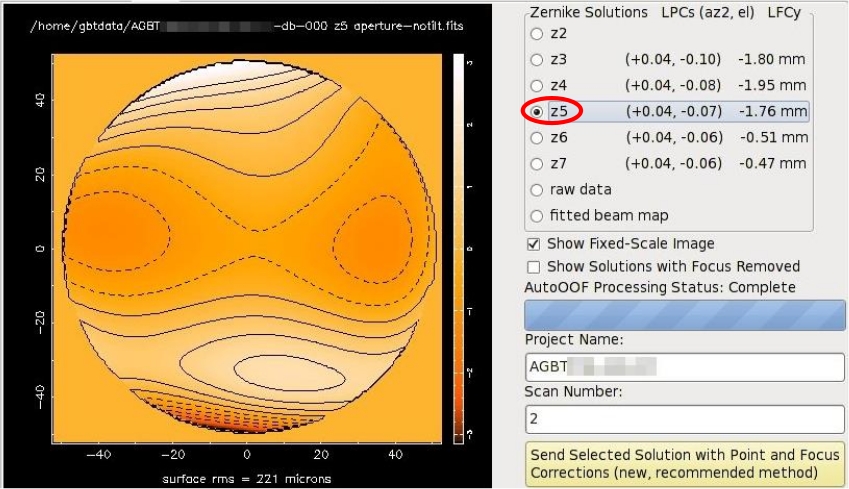 /home/gbtdata/AGBT -db-000 z5 aperture-notilt.fits
40
20
0
-20
-40
-40 -20 0 20 40
surface rms = 221 microns
3
2
1
0
-1
-2
-3
Zernike Solutions LPCs (az2, el) LFCy
z2
z3 (+0.04, -0.10) -1.80 mm
z4 (+0.04, -0.08) -1.95 mm
z5 (+0.04, -0.07) -1.76 mm
z6 (+0.04, -0.06) -0.51 mm
z7 (+0.04, -0.06) -0.47 mm
raw data
fitted beam map
Show Fixed-Scale Image
Show Solutions with Focus Removed
AutoOOF Processing Status: Complete
Project Name:
AGBT
Scan Number:
2
Send Selected Solution with Point and Focus
Corrections (new, recommended method)